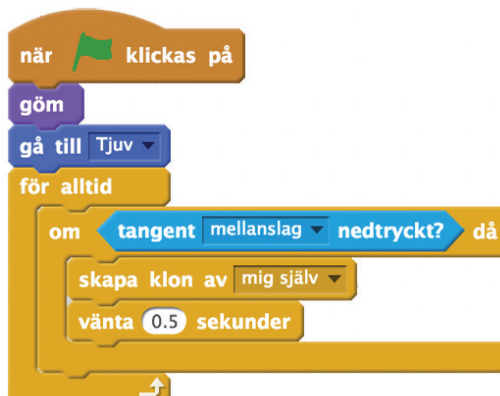 när klickas på
göm
gå till Tjuv
för alltid
om tangent mellanslag nedtryckt? då
skapa klon av mig själv
vänta 0.5 sekunder